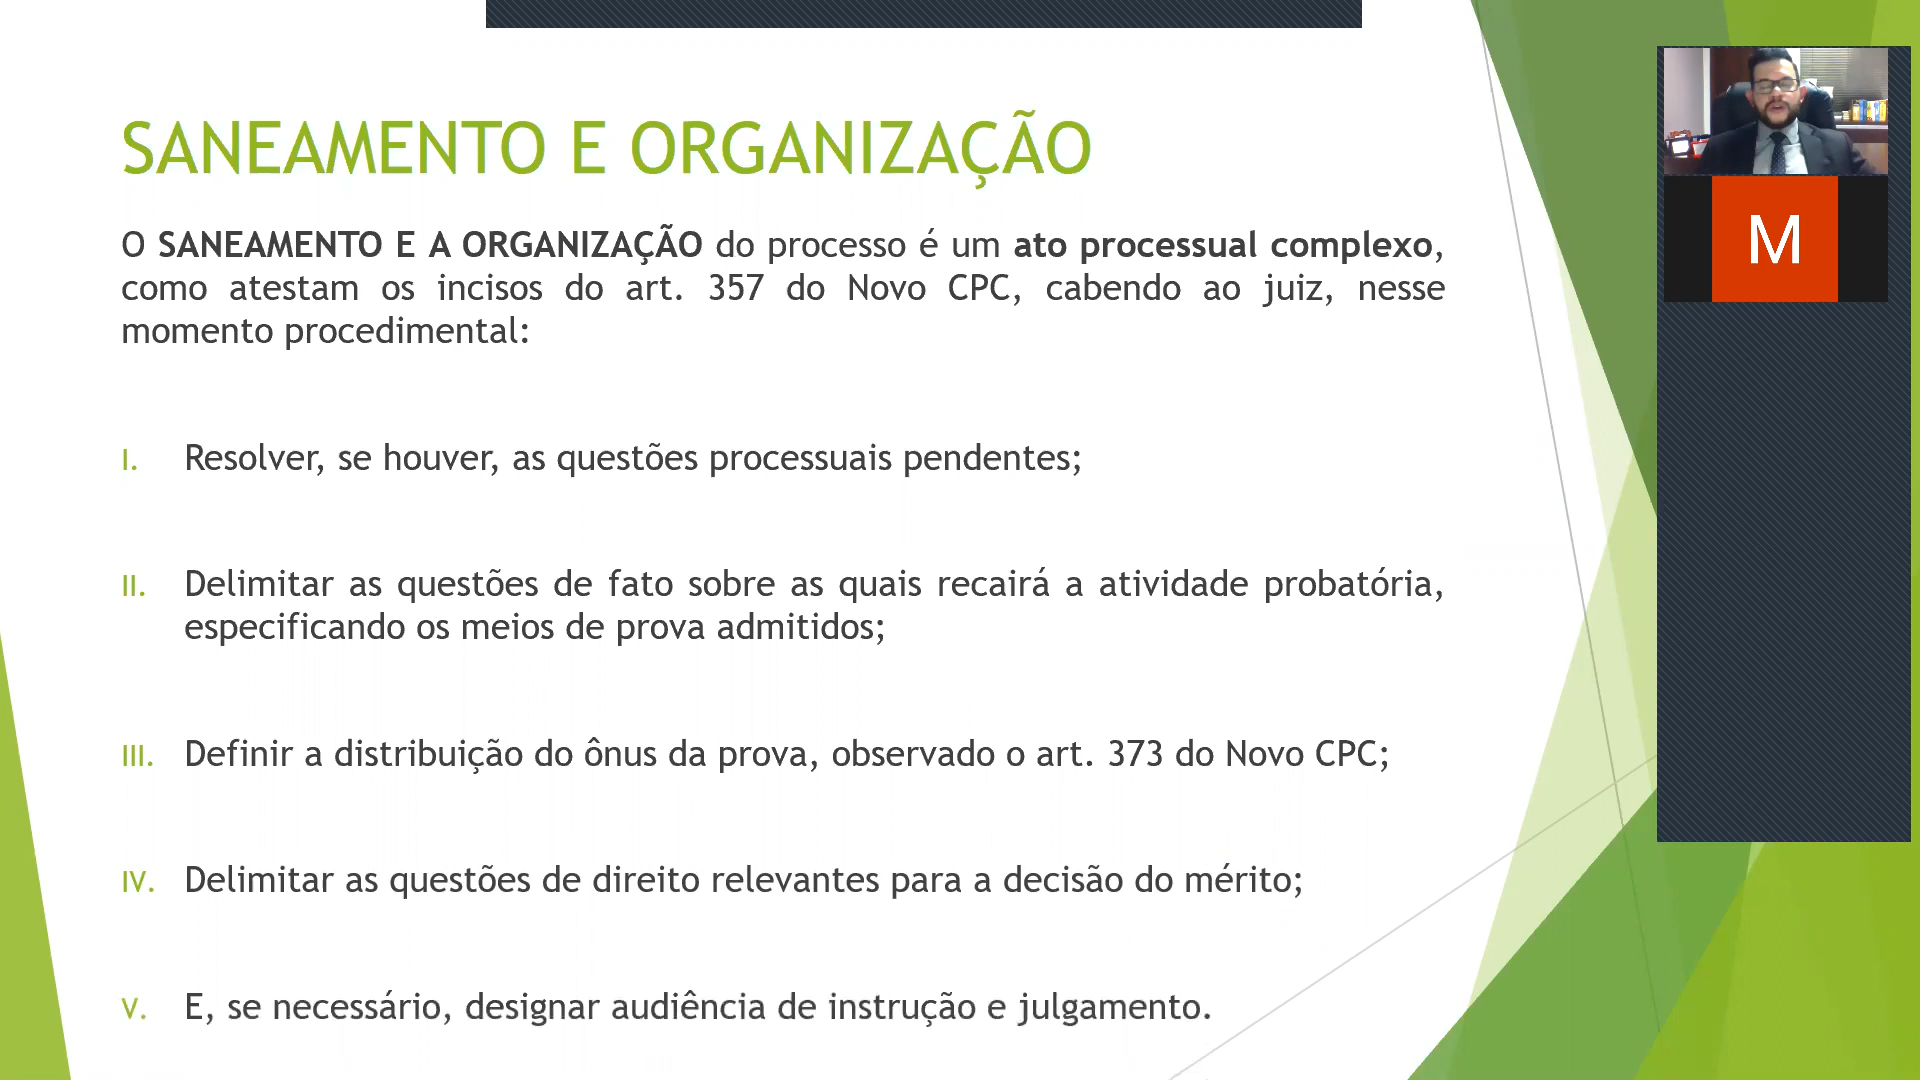 SANEAMENTO E ORGANIZAÇÃO
O SANEAMENTO E A ORGANIZAÇÃO do processo é um ato processual complexo,
como atestam os incisos do art. 357 do Novo CPC, cabendo ao juiz, nesse
momento procedimental:
I. Resolver, se houver, as questões processuais pendentes;
II. Delimitar as questões de fato sobre as quais recairá a atividade probatória,
especificando os meios de prova admitidos;
III. Definir a distribuição do ônus da prova, observado o art. 373 do Novo CPC;
IV. Delimitar as questões de direito relevantes para a decisão do mérito;
V. E, se necessário, designar audiência de instrução e julgamento.
M